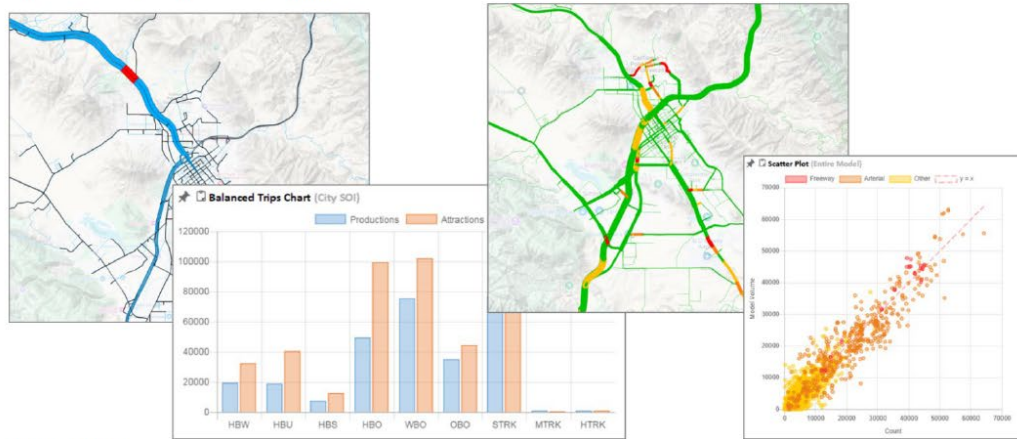 Balanced Trips Chart (City SOI)
Productions Attractions
120000
100000
80000
60000
40000
20000
0
HBW HBU HBS HBO WBO OBO STRK MTRK HTRK
Scatter Plot (Entire Model)
Freeway Arterial Other y = x
70000
60000
50000
40000
30000
20000
10000
0
Model Volume
0 10000 20000 30000 40000 50000 60000 70000
Count